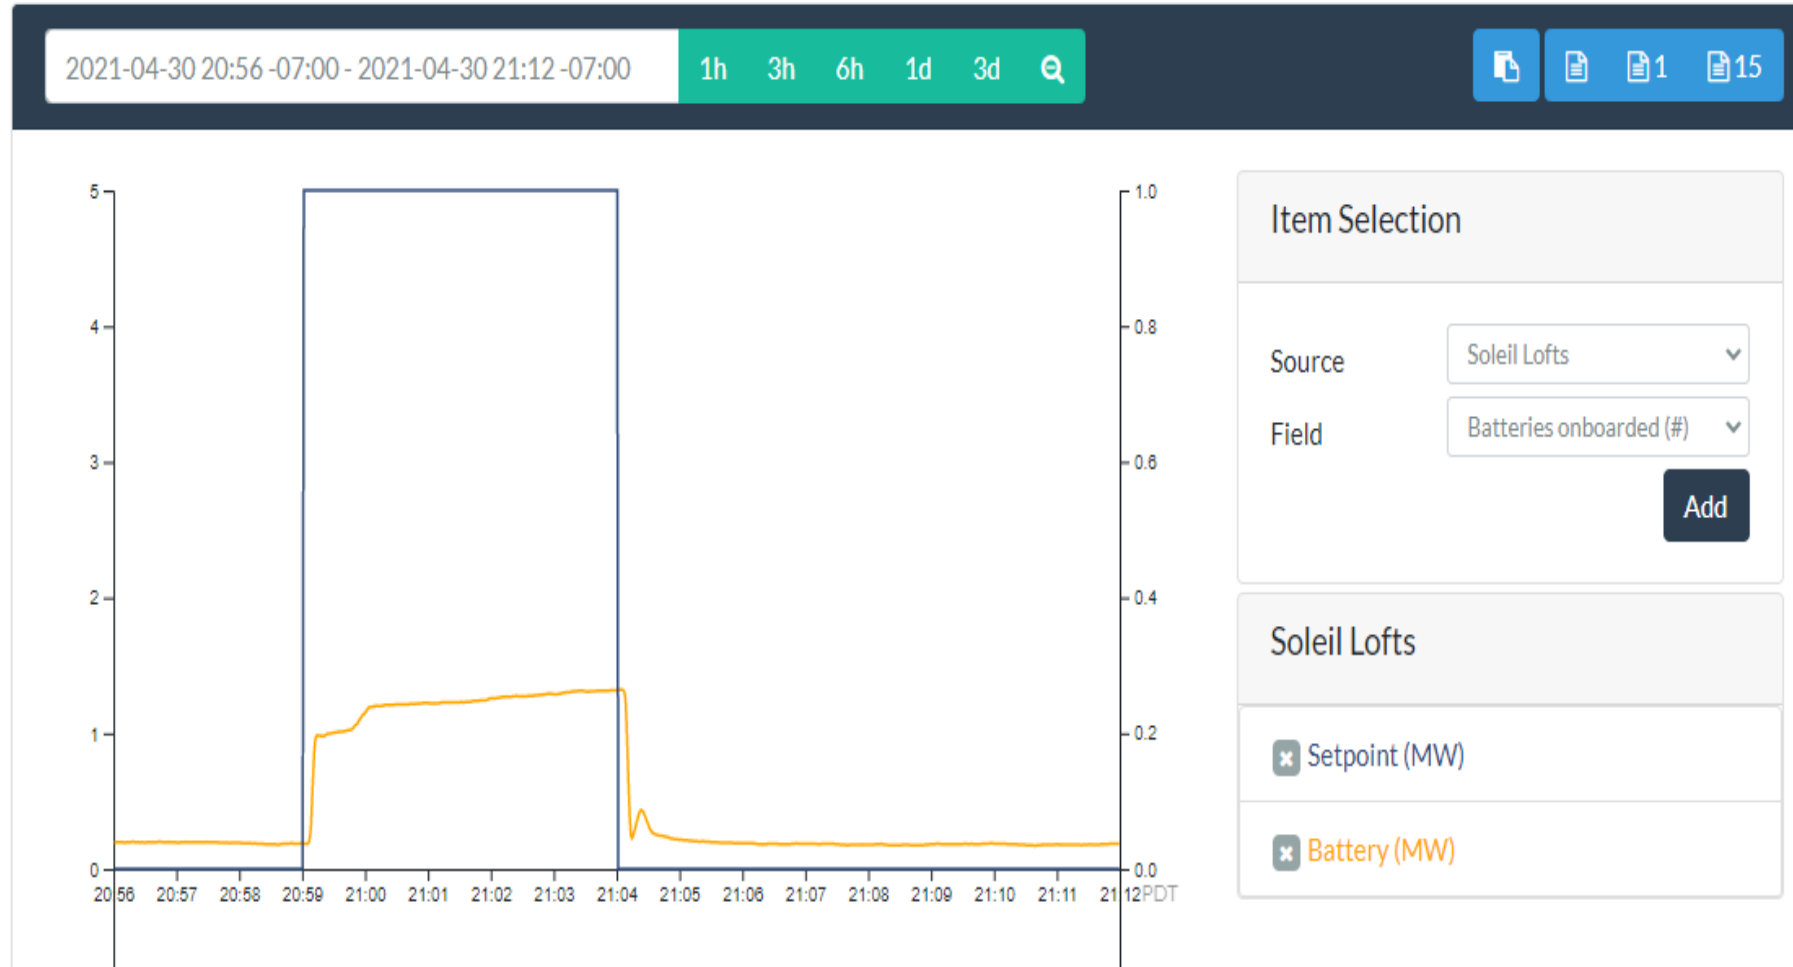 2021-04-30 20:56 -07:00 - 2021-04-30 21:12 -07:00
1h 3h 6h 1d 3d
1 15
5
4
3
2
1
0
1.0
0.8
0.6
0.4
0.2
0.0
20:56 20:57 20:58 20:59 21:00 21:01 21:02 21:03 21:04 21:05 21:06 21:07 21:08 21:09 21:10 21:11 21:12PDT
Item Selection
Source Soleil Lofts
Field Batteries onboarded (#)
Add
Soleil Lofts
Setpoint (MW)
Battery (MW)